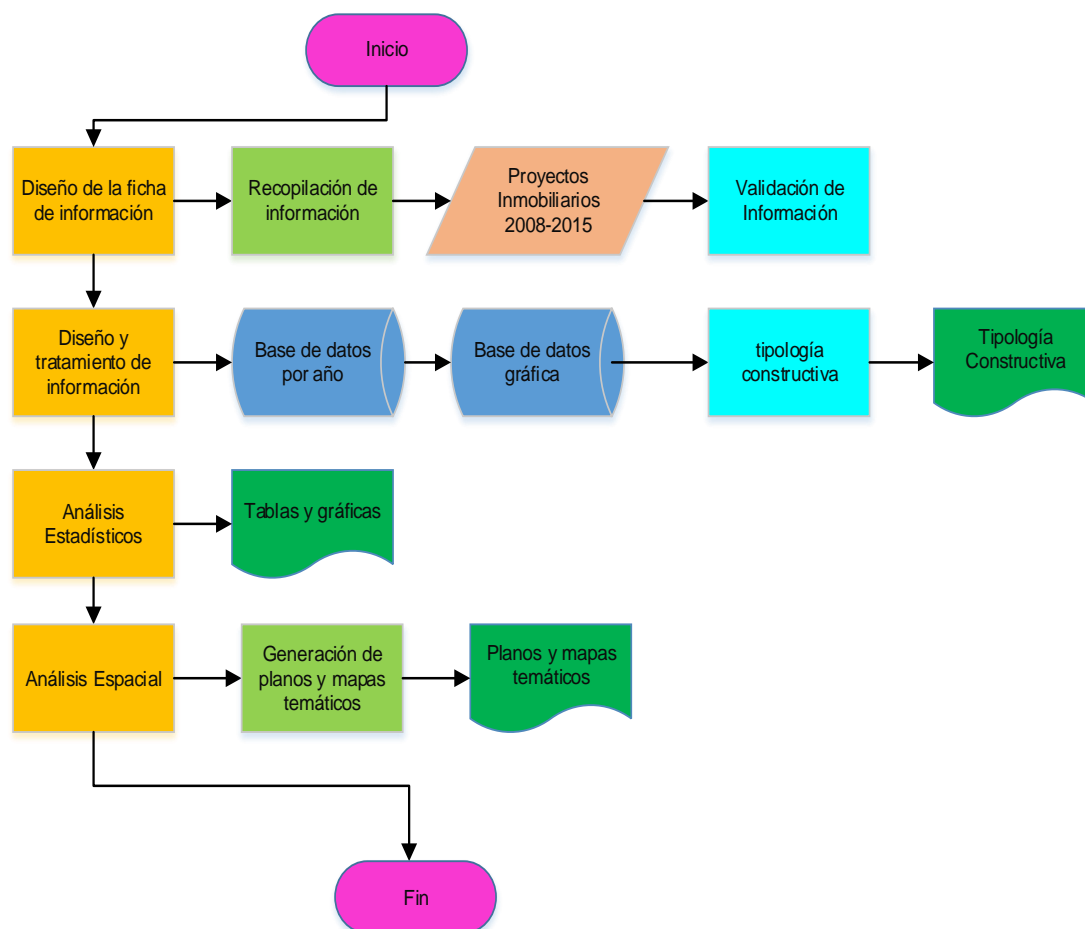 Inicio
Diseño de la ficha
de información
Recopilación de
información
Proyectos
Inmobiliarios
2008-2015
Validación de
Información
Diseño y
tratamiento de
información
Base de datos
por año
Base de datos
gráfica
tipología
constructiva
Tipología
Constructiva
Análisis
Estadísticos
Tablas y gráficas
Análisis Espacial
Generación de
planos y mapas
temáticos
Planos y mapas
temáticos
Fin